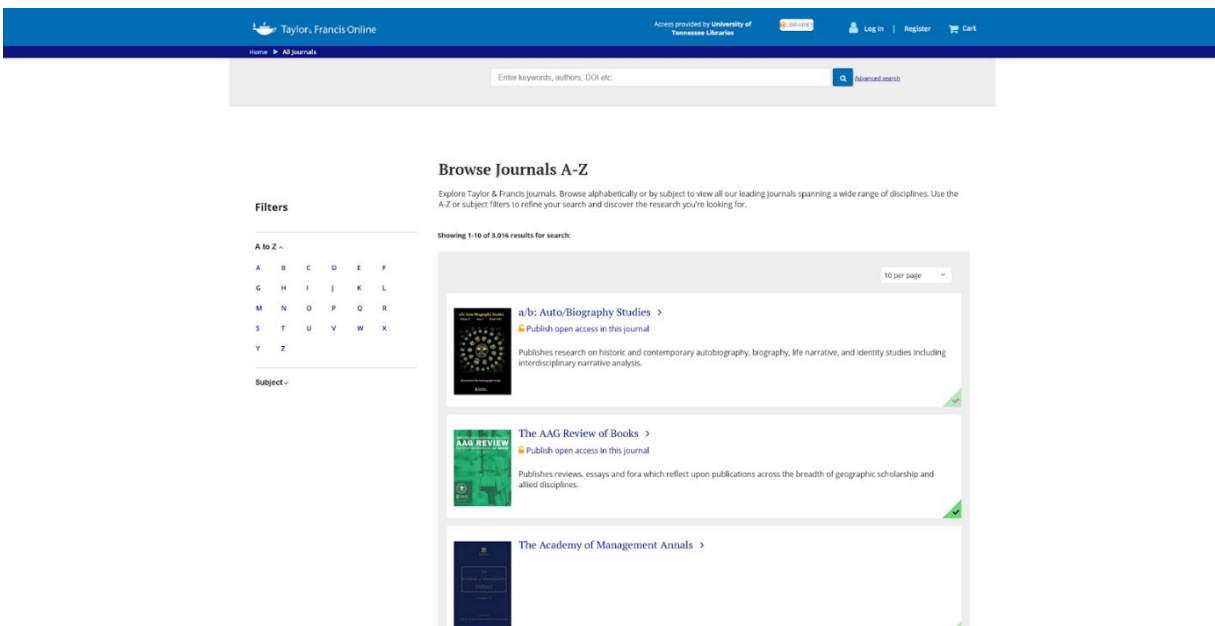 Taylor & Francis Online
Access provided by University of
Tennessee Libraries
LIBRARIES
Log in | Register Cart
Home All Journals
Enter keywords, authors, DOI etc.
Advanced search
Browse Journals A-Z
Explore Taylor & Francis journals. Browse alphabetically or by subject to view all our leading journals spanning a wide range of disciplines. Use the
A-Z or subject filters to refine your search and discover the research you're looking for.
Filters
Showing 1-10 of 3,016 results for search:
A to Z
A B C D E F
G H I J K L
M N O P Q R
S T U V W X
Y Z
Subject
10 per page
a/b: Auto/Biography Studies
Publish open access in this journal
Publishes research on historic and contemporary autobiography, biography, life narrative, and identity studies including
interdisciplinary narrative analysis.
AAG REVIEW
The AAG Review of Books
Publish open access in this journal
Publishes reviews, essays and fora which reflect upon publications across the breadth of geographic scholarship and
allied disciplines.
The Academy of Management Annals